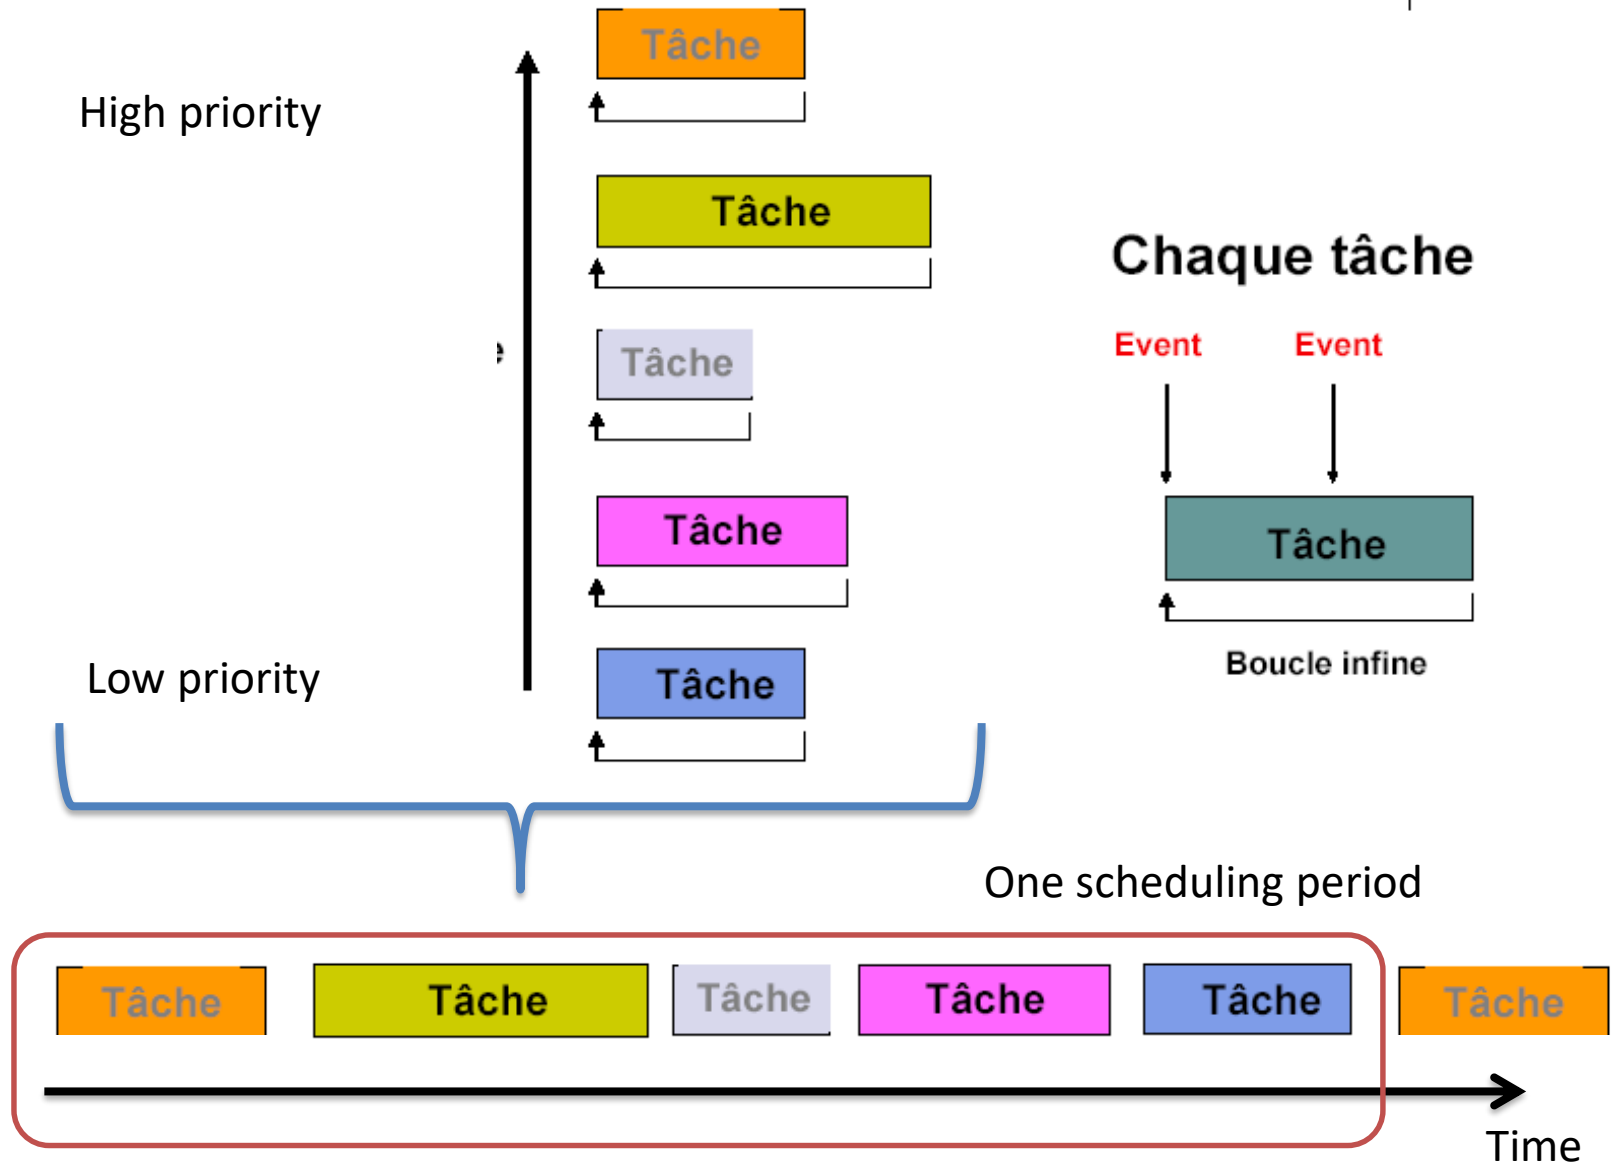 Tâche
High priority
Tâche
Chaque tâche
Event Event
Tâche
Tâche
Tâche
Boucle infine
Low priority
Tâche
One scheduling period
Tâche Tâche Tâche Tâche Tâche Tâche
Time